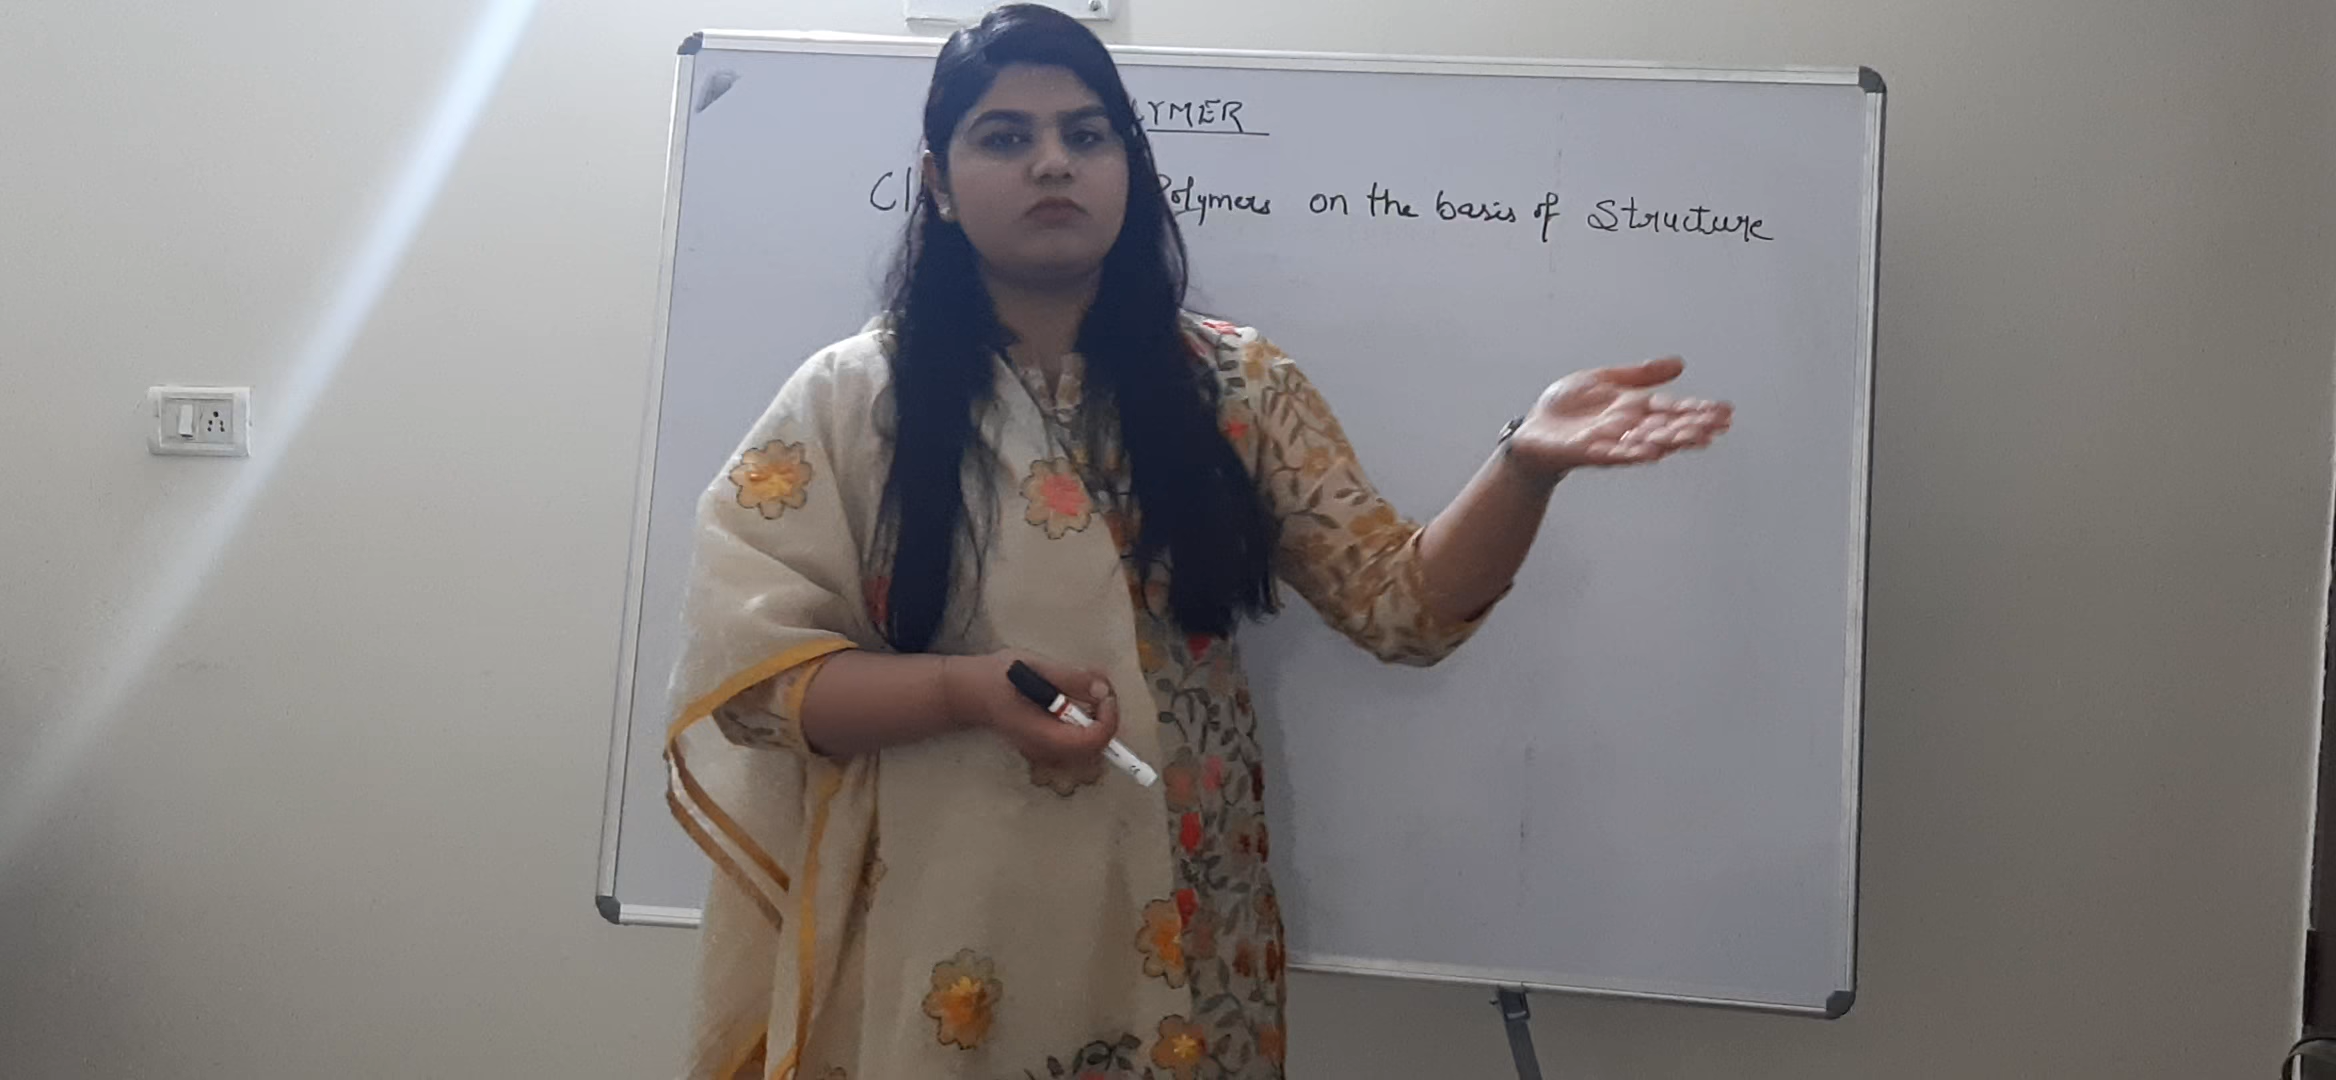 YMER
Cl Polymers on the basis of Structure